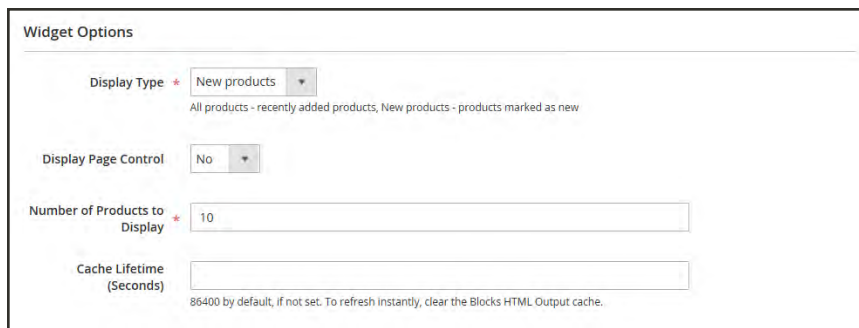 Widget Options
Display Type * New products
All products - recently added products, New products - products marked as new
Display Page Control No
Number of Products to
Display * 10
Cache Lifetime
(Seconds)
86400 by default, if not set. To refresh instantly, clear the Blocks HTML Output cache.